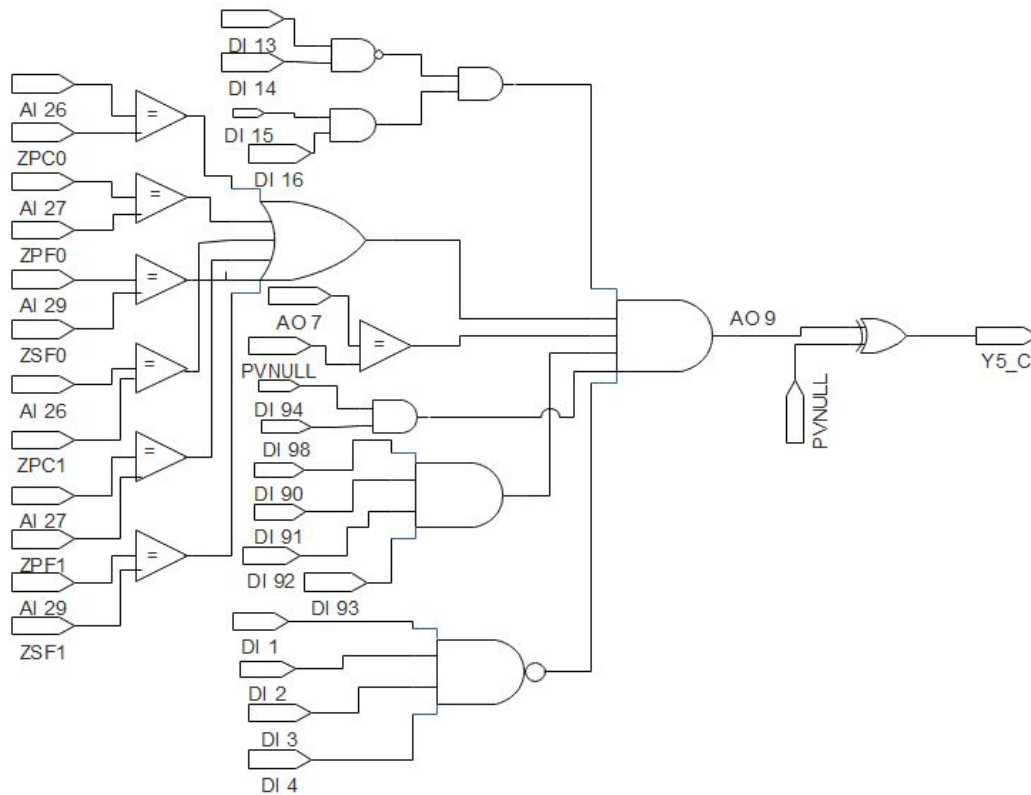 DI 13
DI 14
DI 15
DI 16
AI 26
=
ZPC0
AI 27
=
ZPF0
AI 29
=
ZSF0
AI 26
=
ZPC1
AI 27
=
ZPF1
AI 29
=
ZSF1
AO 7
=
PVNULL
DI 94
DI 98
DI 90
DI 91
DI 92
DI 93
DI 1
DI 2
DI 3
DI 4
AO 9
PVNULL
Y5_C